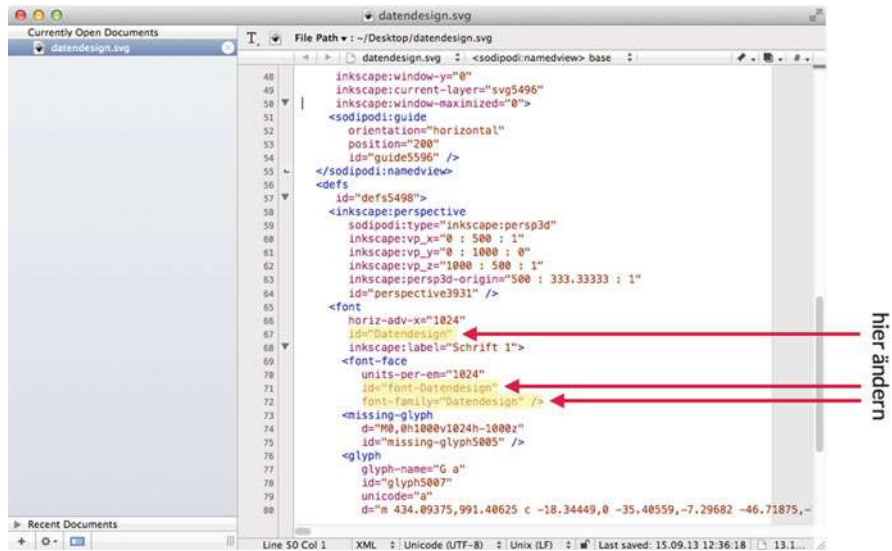 datendesign.svg
Currently Open Documents
datendesign.svg
File Path ▾ : ~/Desktop/datendesign.svg
datendesign.svg <sodipodi:namedview> base
48 inkscape:window-y="0"
49 inkscape:current-layer="svg5496"
50 inkscape:window-maximized="0">
51 <sodipodi:guide
52 orientation="horizontal"
53 position="200"
54 id="guide5596" />
55 </sodipodi:namedview>
56 <defs
57 id="defs5498">
58 <inkscape:perspective
59 sodipodi:type="inkscape:persp3d"
60 inkscape:vp_x="0 : 500 : 1"
61 inkscape:vp_y="0 : 1000 : 0"
62 inkscape:vp_z="1000 : 500 : 1"
63 inkscape:persp3d-origin="500 : 333.33333 : 1"
64 id="perspective3931" />
65 <font
66 horiz-adv-x="1024"
67 id="Datendesign"
68 inkscape:label="Schrift 1">
69 <font-face
70 units-per-em="1024"
71 id="font-Datendesign"
72 font-family="Datendesign" />
73 <missing-glyph
74 d="M0,0h1000v1024h-1000z"
75 id="missing-glyph5005" />
76 <glyph
77 glyph-name="G a"
78 id="glyph5007"
79 unicode="a"
80 d="m 434.09375,991.40625 c -18.34449,0 -35.40559,-7.29682 -46.71875,-
hier ändern
Recent Documents
Line 50 Col 1 XML Unicode (UTF-8) Unix (LF) Last saved: 15.09.13 12:36:18 13.1...